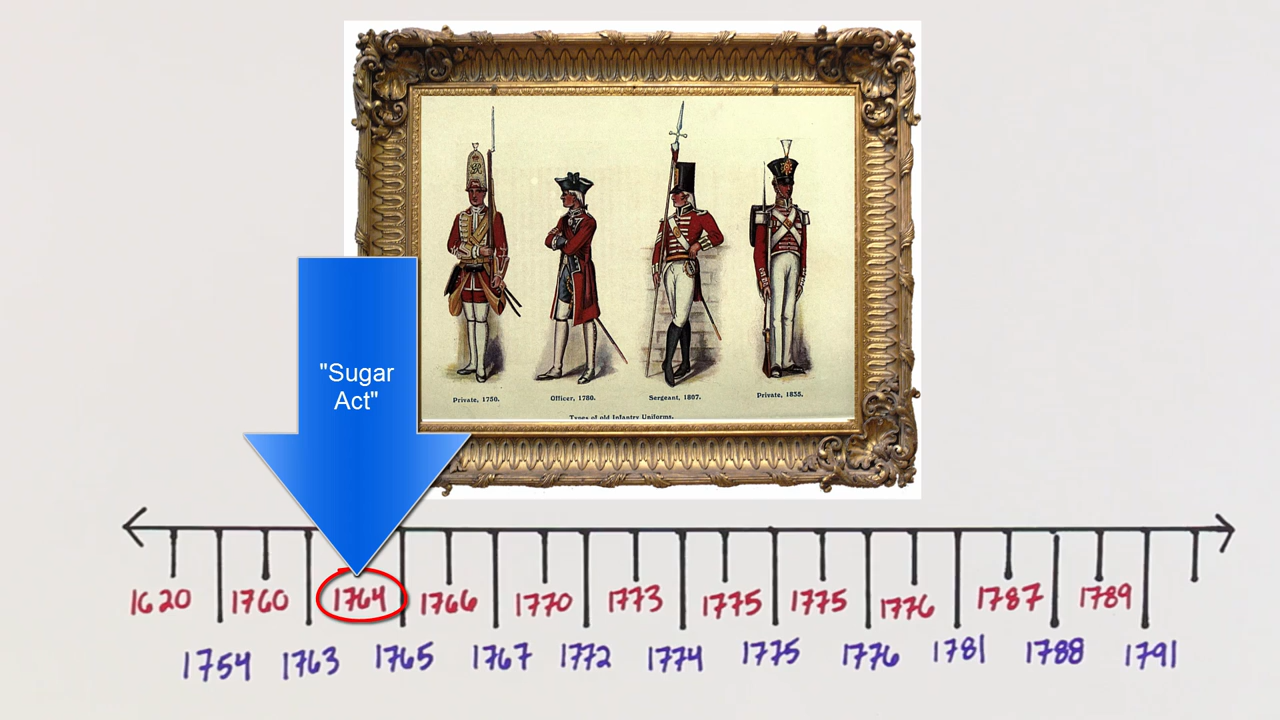 Private, 1750.
Officer, 1780.
Sergeant, 1807.
Private, 1835.
Types of old Infantry Uniforms.
"Sugar
Act"
1620 1760 1764 1766 1770 1773 1775 1775 1776 1787 1789
1754 1763 1765 1767 1772 1774 1775 1776 1781 1788 1791